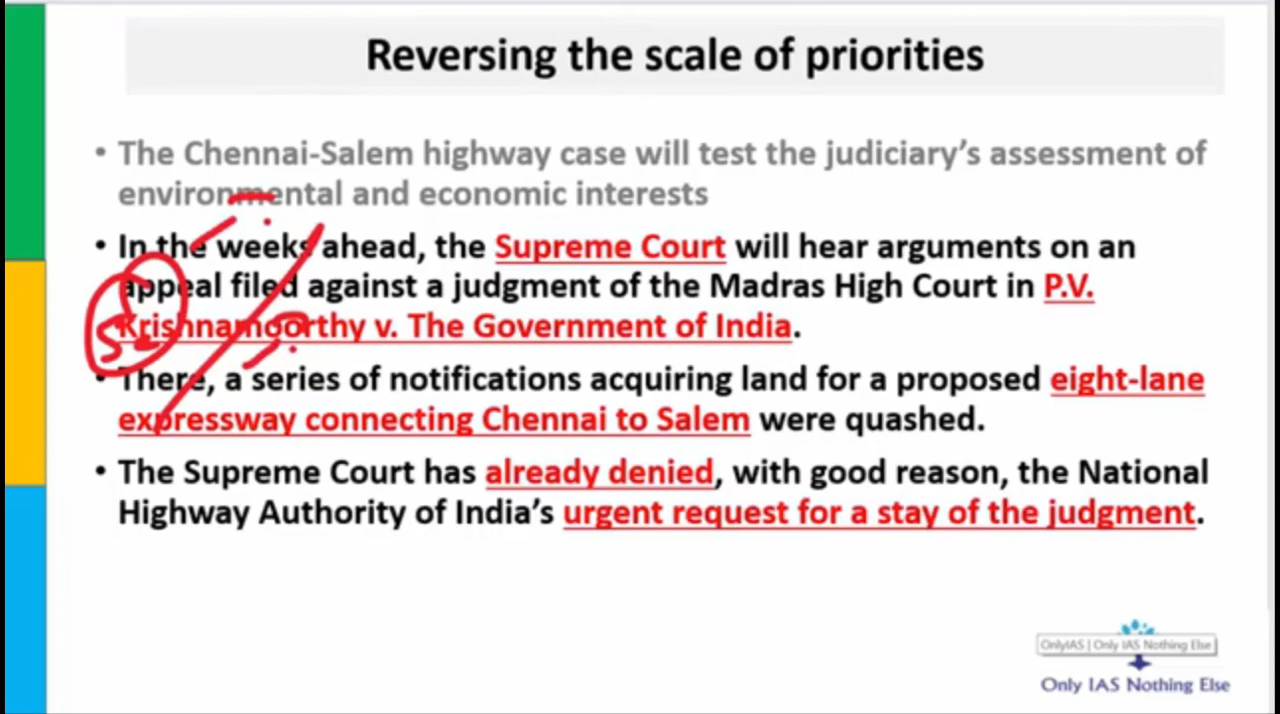 Reversing the scale of priorities
• The Chennai-Salem highway case will test the judiciary's assessment of
environmental and economic interests
• In the weeks ahead, the Supreme Court will hear arguments on an
appeal filed against a judgment of the Madras High Court in P.V.
Krishnamoorthy v. The Government of India.
• There, a series of notifications acquiring land for a proposed eight-lane
expressway connecting Chennai to Salem were quashed.
• The Supreme Court has already denied, with good reason, the National
Highway Authority of India's urgent request for a stay of the judgment.
OnlyIAS | Only IAS Nothing Else
Only IAS Nothing Else